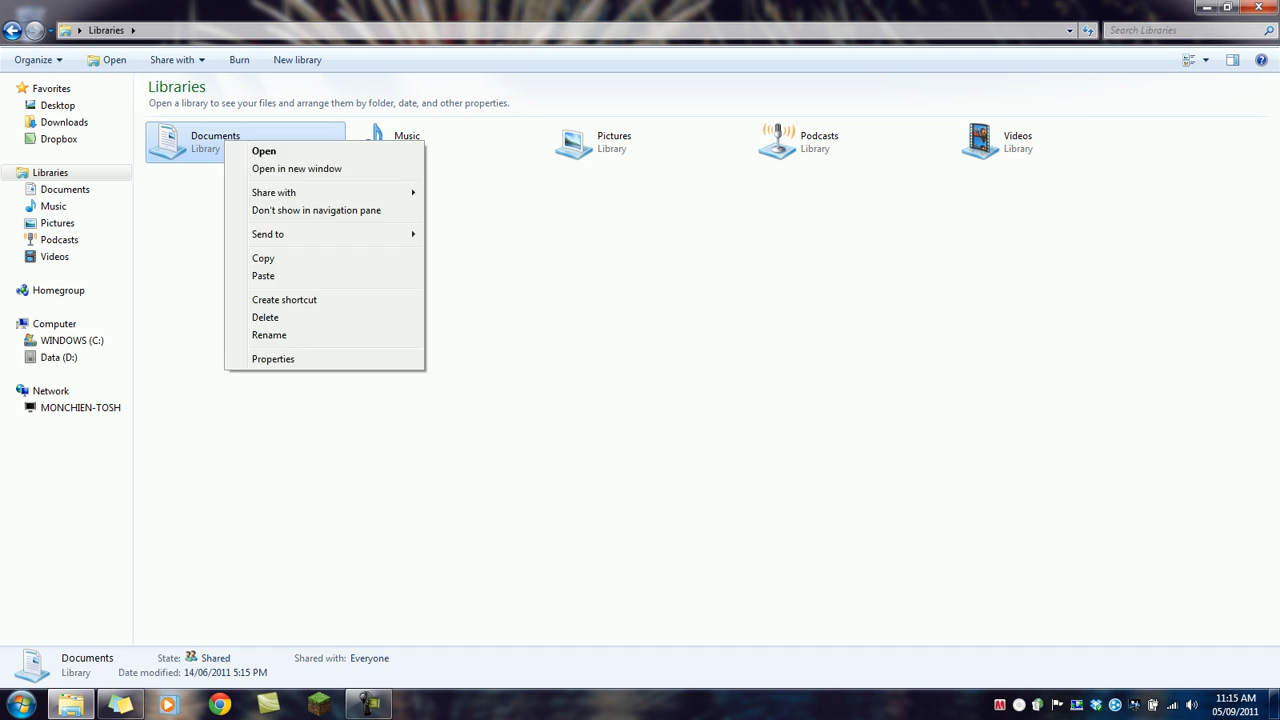 Libraries
Search Libraries
Organize Open Share with Burn New library
Favorites
Desktop
Downloads
Dropbox
Libraries
Documents
Music
Pictures
Podcasts
Videos
Homegroup
Computer
WINDOWS (C:)
Data (D:)
Network
MONCHIEN-TOSH
Libraries
Open a library to see your files and arrange them by folder, date, and other properties.
Documents
Library
Music
Pictures
Library
Podcasts
Library
Videos
Library
Open
Open in new window
Share with
Don't show in navigation pane
Send to
Copy
Paste
Create shortcut
Delete
Rename
Properties
Documents State: Shared Shared with: Everyone
Library Date modified: 14/06/2011 5:15 PM
11:15 AM
05/09/2011